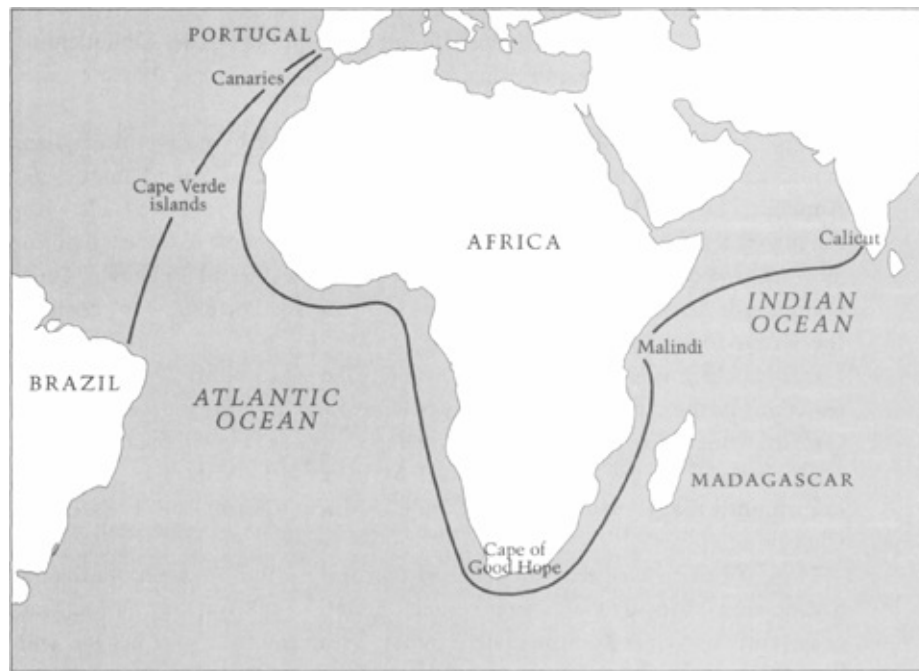 PORTUGAL
Canaries
Cape Verde
islands
AFRICA
Calicut
INDIAN
OCEAN
Malindi
BRAZIL
ATLANTIC
OCEAN
MADAGASCAR
Cape of
Good Hope